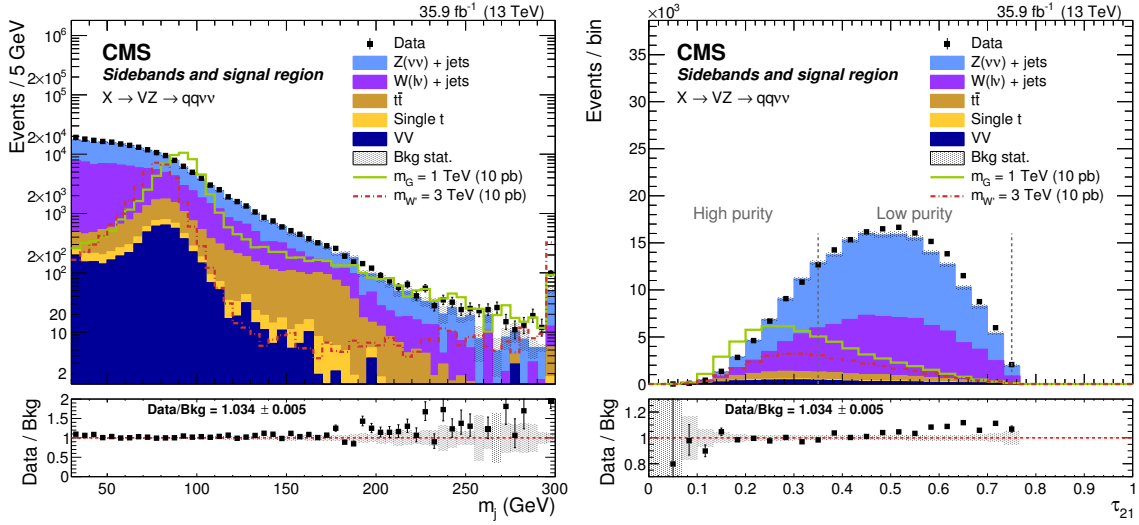 35.9 fb⁻¹ (13 TeV)
CMS
Sidebands and signal region
X → VZ → qqνν
Data
Z(νν) + jets
W(lν) + jets
tt̄
Single t
VV
Bkg stat.
m_G = 1 TeV (10 pb)
m_W' = 3 TeV (10 pb)
Events / 5 GeV
10⁶
2×10⁵
10⁵
2×10⁴
10⁴
2×10³
10³
2×10²
10²
20
10
2
Data/Bkg = 1.034 ± 0.005
Data / Bkg
2
1.5
1
0.5
0
50 100 150 200 250 300
m_j (GeV)
35.9 fb⁻¹ (13 TeV)
×10³
CMS
Sidebands and signal region
X → VZ → qqνν
Data
Z(νν) + jets
W(lν) + jets
tt̄
Single t
VV
Bkg stat.
m_G = 1 TeV (10 pb)
m_W' = 3 TeV (10 pb)
High purity
Low purity
Events / bin
35
30
25
20
15
10
5
0
Data/Bkg = 1.034 ± 0.005
Data / Bkg
1.2
1
0.8
0 0.1 0.2 0.3 0.4 0.5 0.6 0.7 0.8 0.9 1
τ₂₁